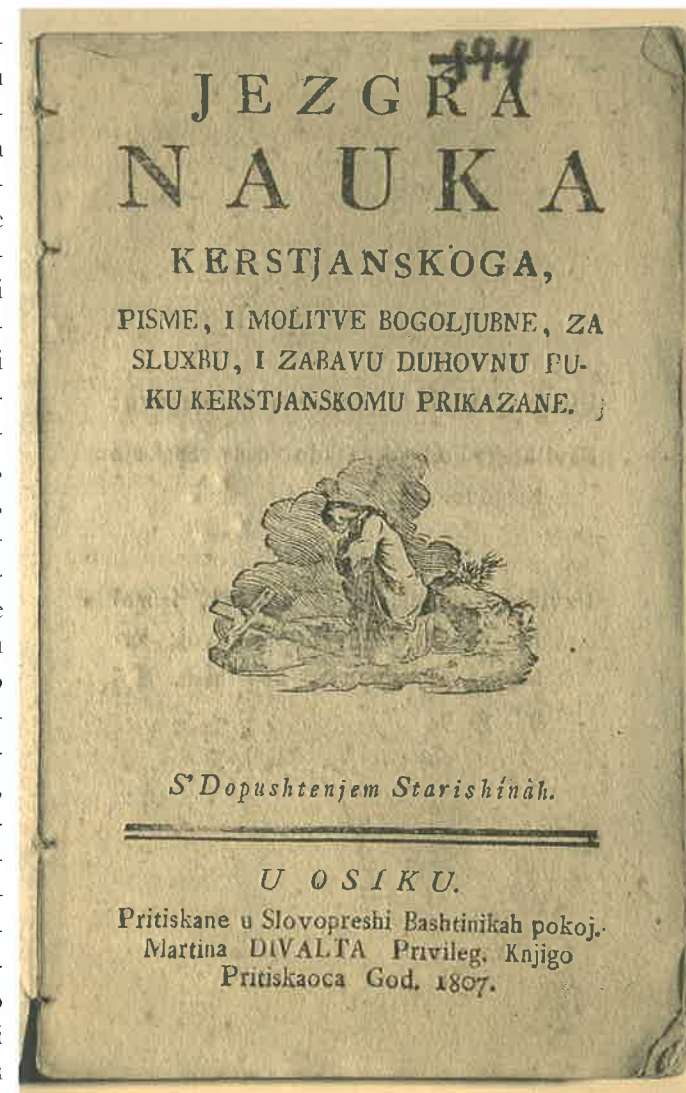 JEZGRA
NAUKA
KERSTJANSKOGA,
PISME, I MOLITVE BOGOLJUBNE, ZA
SLUXBU, I ZABAVU DUHOVNU PU-
KU KERSTJANSKOMU PRIKAZANE.
S' Dopushtenjem Starishínàh.
U OSIKU.
Pritiskane u Slovopreshi Bashtinikah pokoj.
Martina DIVALTA Privileg. Knjigo
Pritiskaoca God. 1807.